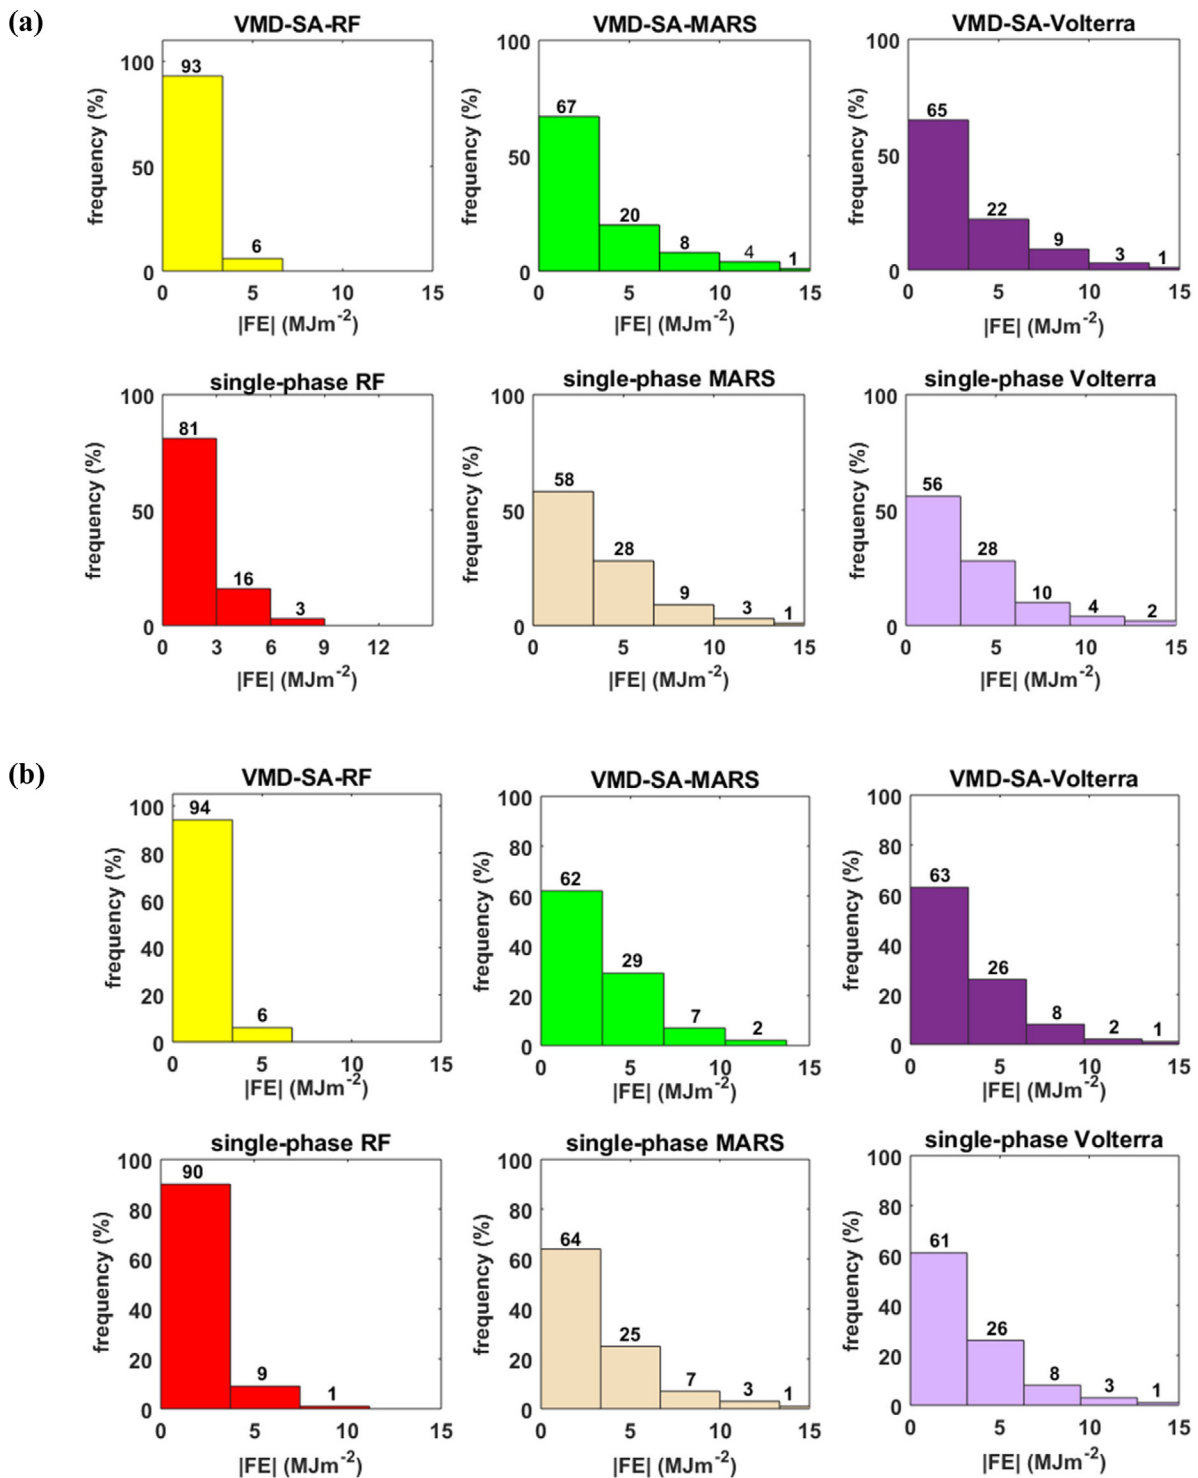 (a)
VMD-SA-RF
VMD-SA-MARS
VMD-SA-Volterra
frequency (%)
100
50
0
93
6
0 5 10 15
|FE| (MJm-2)
frequency (%)
100
50
0
67
20
8
4
1
0 5 10 15
|FE| (MJm-2)
frequency (%)
100
50
0
65
22
9
3
1
0 5 10 15
|FE| (MJm-2)
single-phase RF
single-phase MARS
single-phase Volterra
frequency (%)
100
50
0
81
16
3
0 3 6 9 12
|FE| (MJm-2)
frequency (%)
100
50
0
58
28
9
3
1
0 5 10 15
|FE| (MJm-2)
frequency (%)
100
50
0
56
28
10
4
2
0 5 10 15
|FE| (MJm-2)
(b)
VMD-SA-RF
VMD-SA-MARS
VMD-SA-Volterra
frequency (%)
100
80
60
40
20
0
94
6
0 5 10 15
|FE| (MJm-2)
frequency (%)
100
80
60
40
20
0
62
29
7
2
0 5 10 15
|FE| (MJm-2)
frequency (%)
100
80
60
40
20
0
63
26
8
2
1
0 5 10 15
|FE| (MJm-2)
single-phase RF
single-phase MARS
single-phase Volterra
frequency (%)
100
80
60
40
20
0
90
9
1
0 5 10 15
|FE| (MJm-2)
frequency (%)
100
80
60
40
20
0
64
25
7
3
1
0 5 10 15
|FE| (MJm-2)
frequency (%)
100
80
60
40
20
0
61
26
8
3
1
0 5 10 15
|FE| (MJm-2)